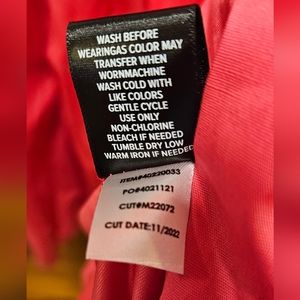 WASH BEFORE
WEARINGAS COLOR MAY
TRANSFER WHEN
WORNMACHINE
WASH COLD WITH
LIKE COLORS
GENTLE CYCLE
USE ONLY
NON-CHLORINE
BLEACH IF NEEDED
TUMBLE DRY LOW
WARM IRON IF NEEDED
ITEM#40220033
PO#4021121
CUT#M22072
CUT DATE:11/2022